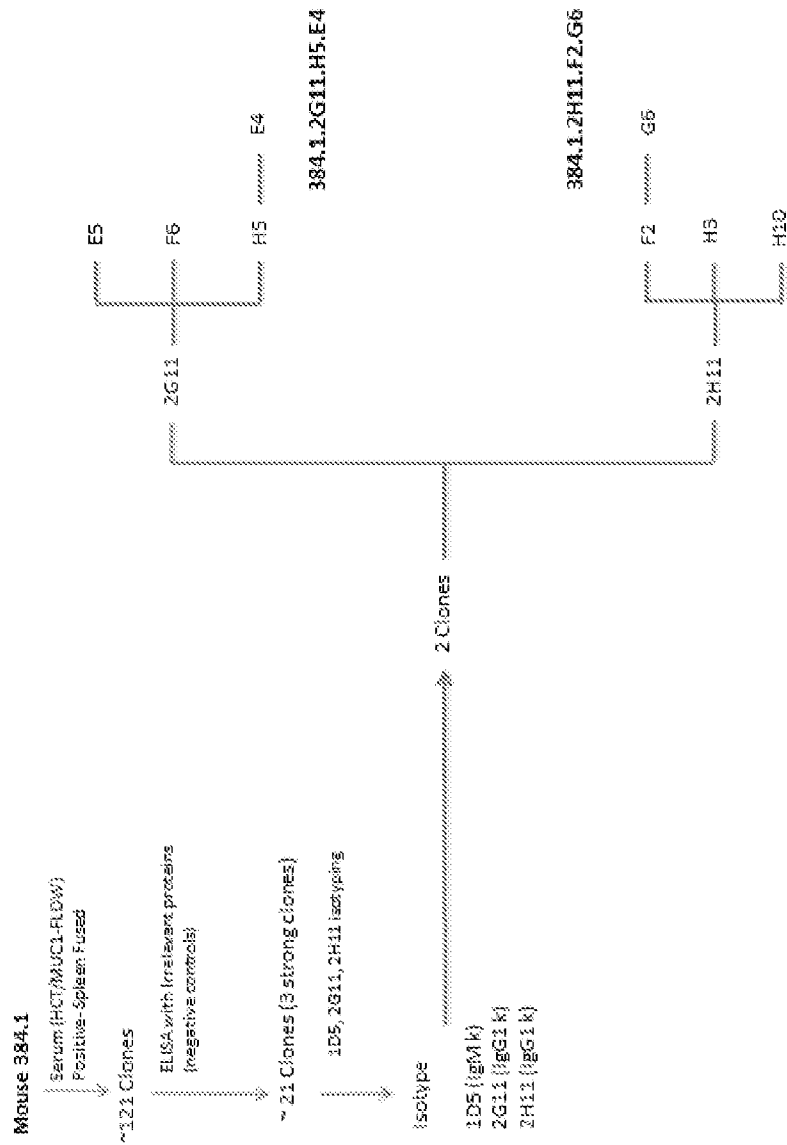 Mouse 384.1
Serum (HCT/MUC1-FLOW)
Positive-Spleen Fused
~121 Clones
ELISA with Irrelevant proteins
(negative controls)
~ 21 Clones (3 strong clones)
1D5, 2G11, 2H11 isotyping
Isotype
1D5 (IgM k)
2G11 (IgG1 k)
2H11 (IgG1 k)
2 Clones
2G11
E5
F6
H5
E4
384.1.2G11.H5.E4
2H11
F2
G6
H3
H10
384.1.2H11.F2.G6